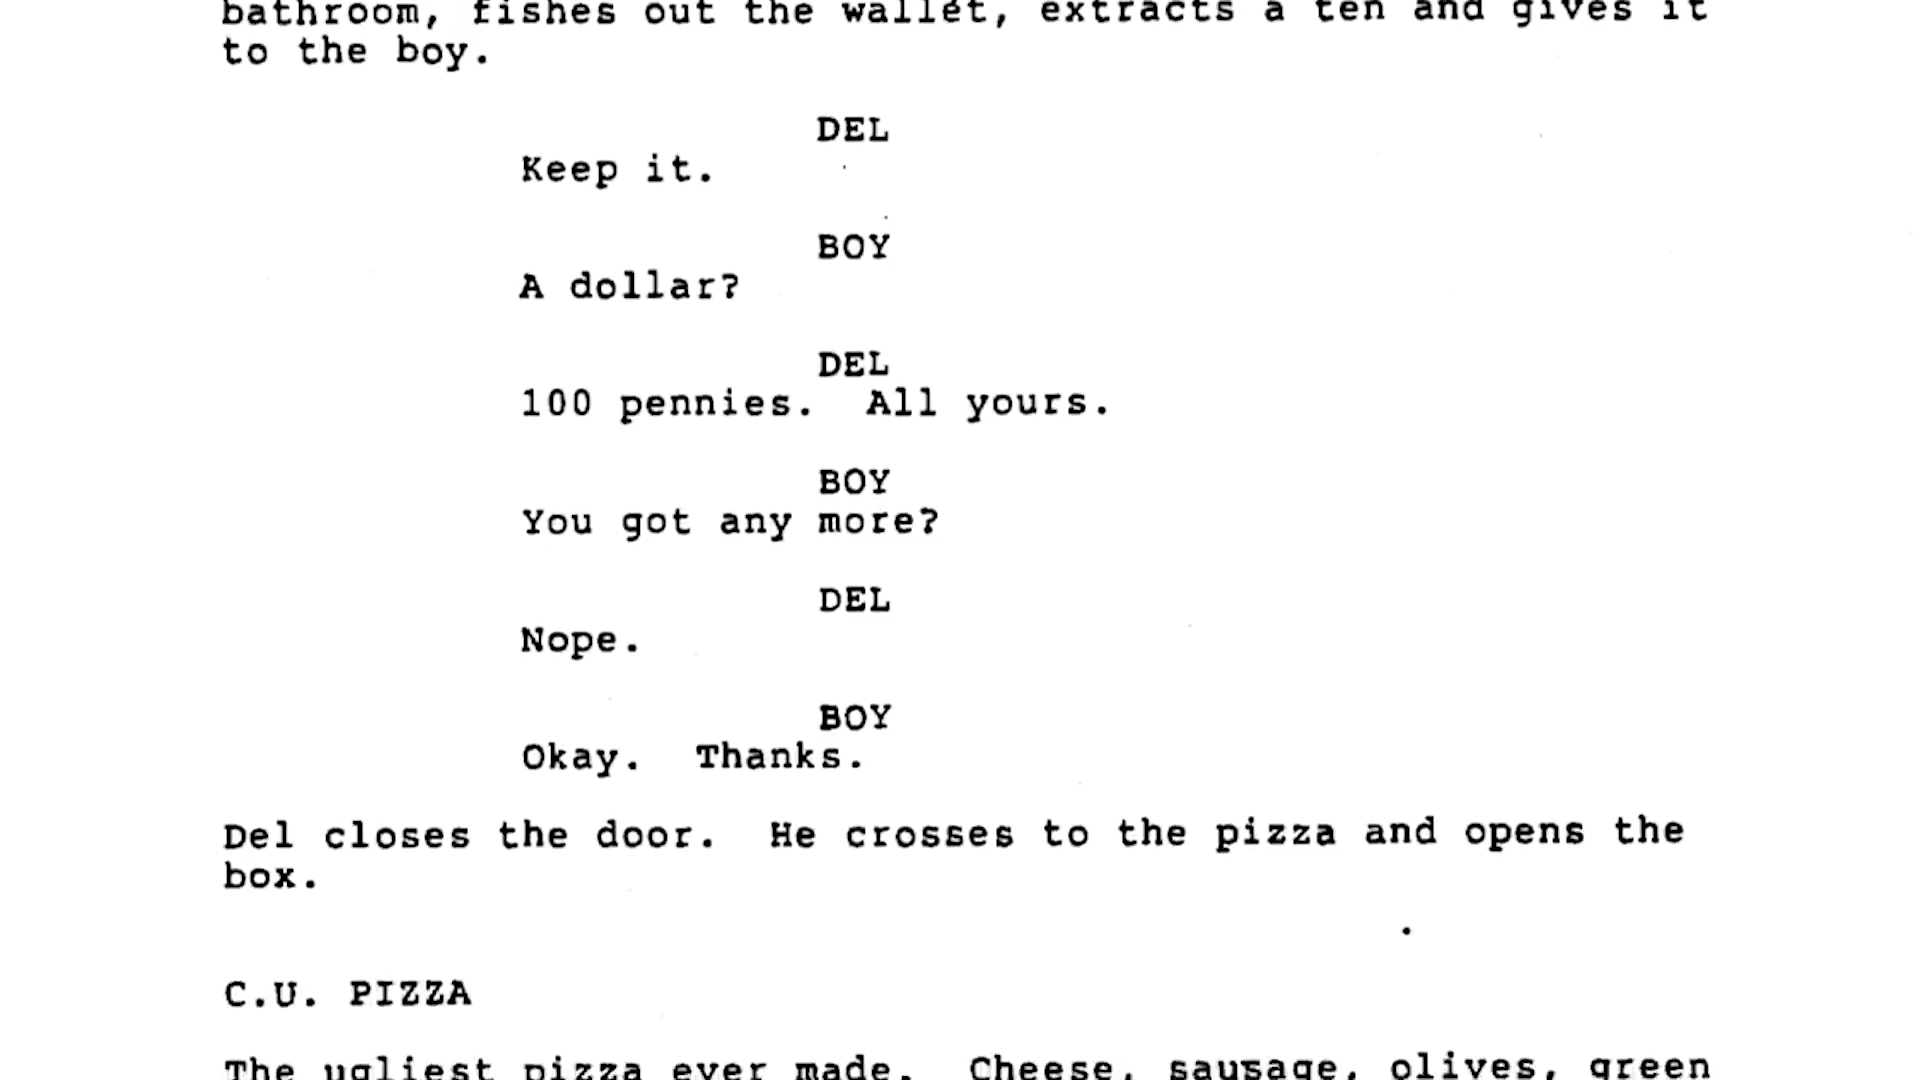 bathroom, fishes out the wallet, extracts a ten and gives it
to the boy.
DEL
Keep it.
BOY
A dollar?
DEL
100 pennies.  All yours.
BOY
You got any more?
DEL
Nope.
BOY
Okay.  Thanks.
Del closes the door.  He crosses to the pizza and opens the
box.
C.U. PIZZA
The ugliest pizza ever made.  Cheese, sausage, olives, green